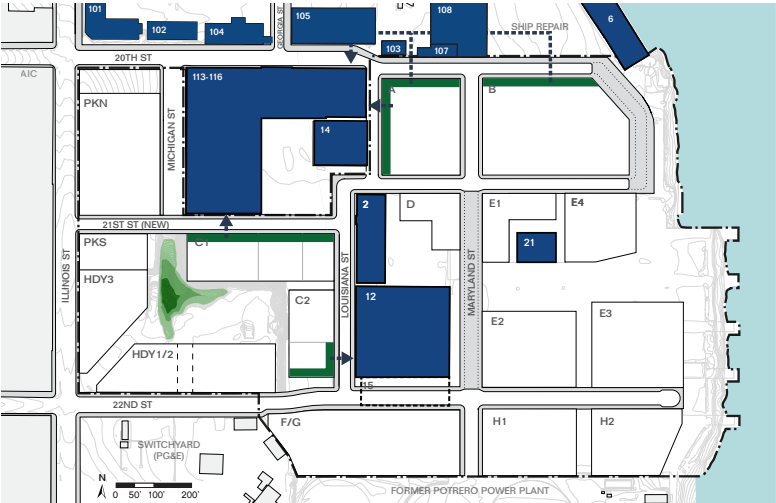 101
102
104
GEORGIA ST
105
103
107
108
SHIP REPAIR
6
20TH ST
AIC
113-116
PKN
MICHIGAN ST
14
A
B
2
D
E1
E4
21ST ST (NEW)
C1
PKS
21
ILLINOIS ST
HDY3
LOUISIANA ST
MARYLAND ST
12
C2
E2
E3
HDY1/2
15
22ND ST
F/G
H1
H2
SWITCHYARD
(PG&E)
N
0 50' 100' 200'
FORMER POTRERO POWER PLANT